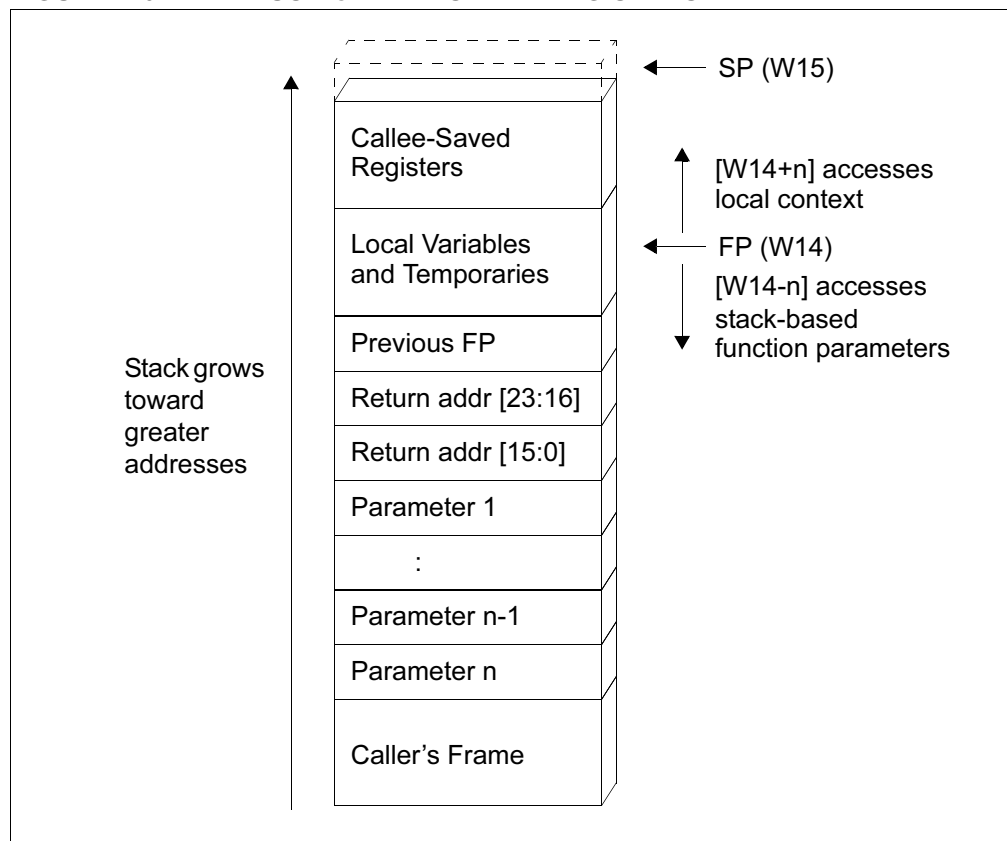 SP (W15)
Callee-Saved
Registers
[W14+n] accesses
local context
Local Variables
and Temporaries
FP (W14)
[W14-n] accesses
stack-based
function parameters
Previous FP
Stack grows
toward
greater
addresses
Return addr [23:16]
Return addr [15:0]
Parameter 1
:
Parameter n-1
Parameter n
Caller's Frame